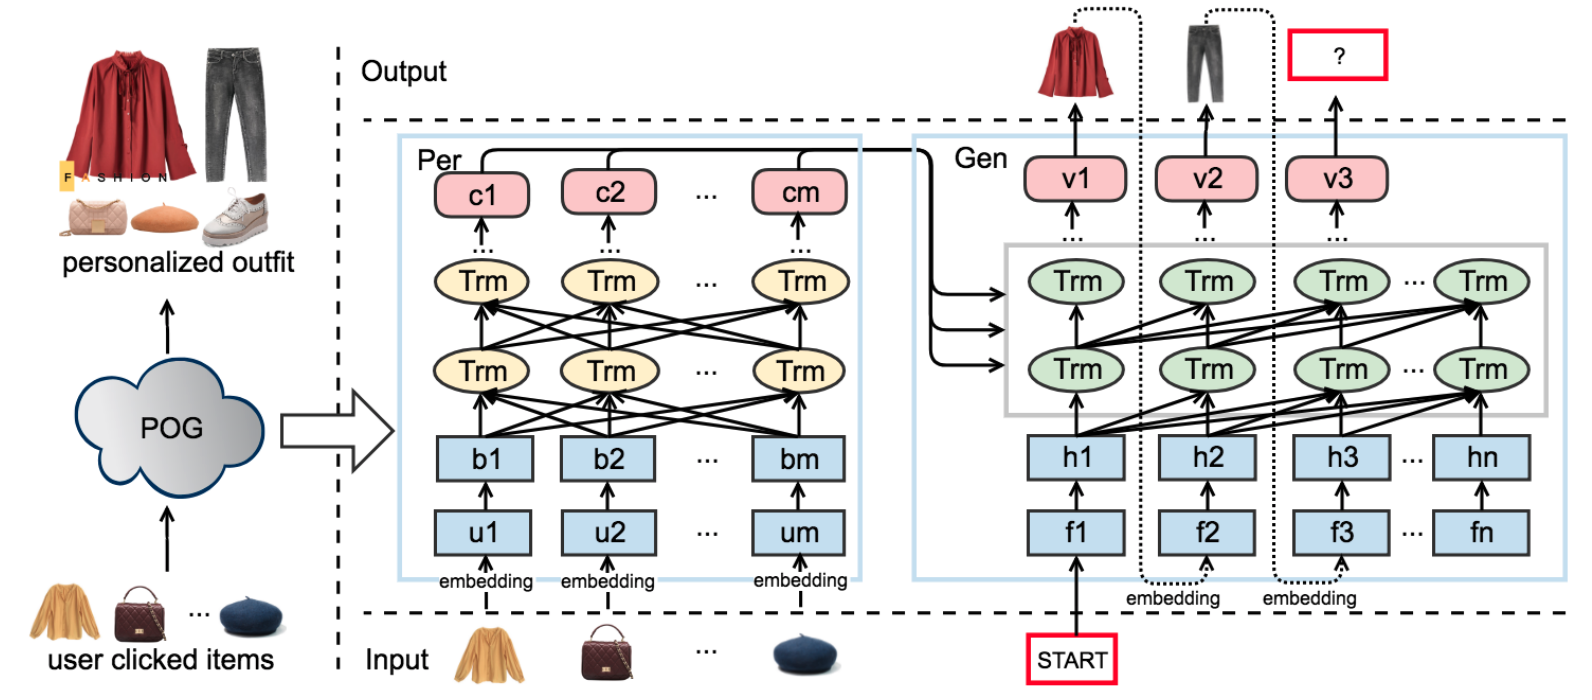 FASHION
personalized outfit
POG
user clicked items
Output
Per
c1 c2 ... cm
... ... ...
Trm Trm ... Trm
Trm Trm ... Trm
b1 b2 ... bm
u1 u2 ... um
embedding embedding embedding
Input ...
?
Gen
v1 v2 v3
... ... ...
Trm Trm Trm ... Trm
Trm Trm Trm ... Trm
h1 h2 h3 ... hn
f1 f2 f3 ... fn
embedding embedding
START